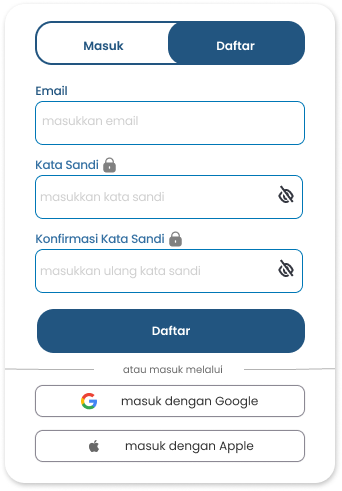 Masuk Daftar
Email
masukkan email
Kata Sandi
masukkan kata sandi
Konfirmasi Kata Sandi
masukkan ulang kata sandi
Daftar
atau masuk melalui
masuk dengan Google
masuk dengan Apple